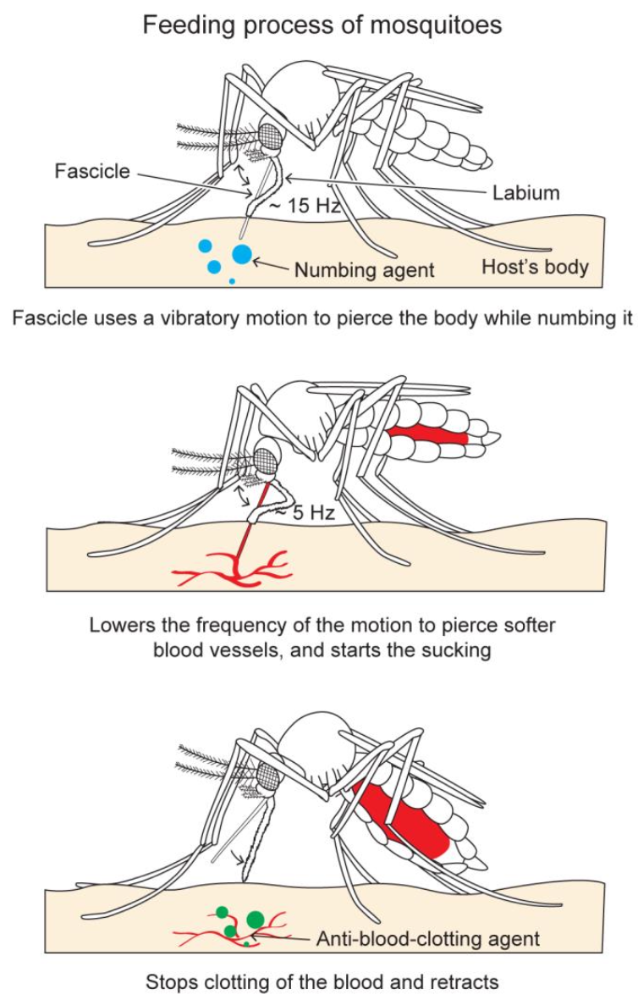 Feeding process of mosquitoes
Fascicle
Labium
~ 15 Hz
Numbing agent
Host's body
Fascicle uses a vibratory motion to pierce the body while numbing it
~ 5 Hz
Lowers the frequency of the motion to pierce softer
blood vessels, and starts the sucking
Anti-blood-clotting agent
Stops clotting of the blood and retracts